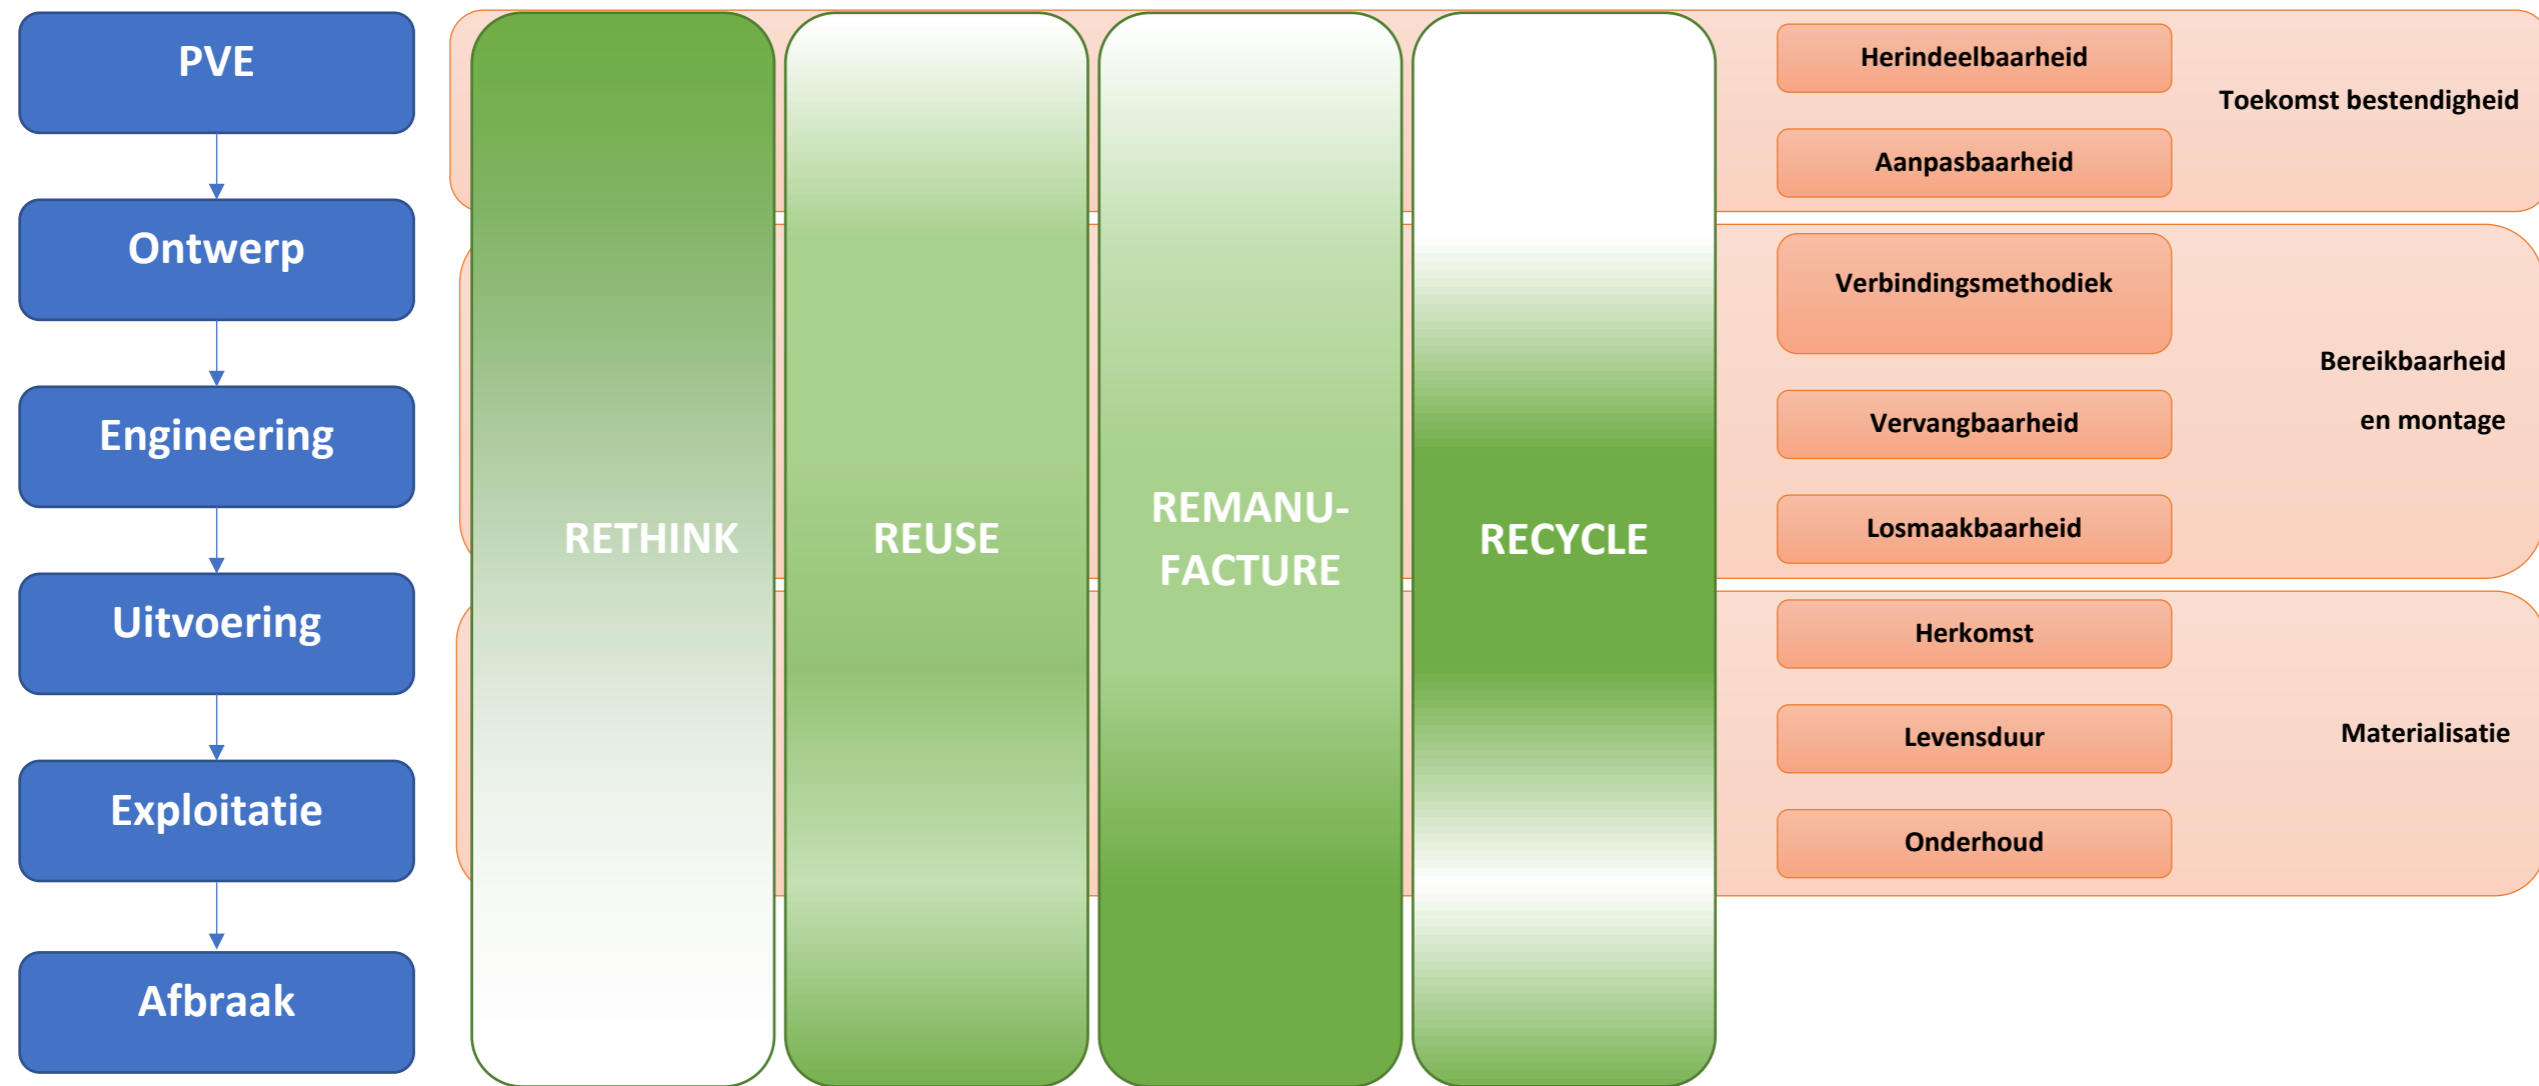 PVE
Ontwerp
Engineering
Uitvoering
Exploitatie
Afbraak
RETHINK
REUSE
REMANU-
FACTURE
RECYCLE
Herindeelbaarheid
Aanpasbaarheid
Toekomst bestendigheid
Verbindingsmethodiek
Vervangbaarheid
Losmaakbaarheid
Bereikbaarheid
en montage
Herkomst
Levensduur
Onderhoud
Materialisatie